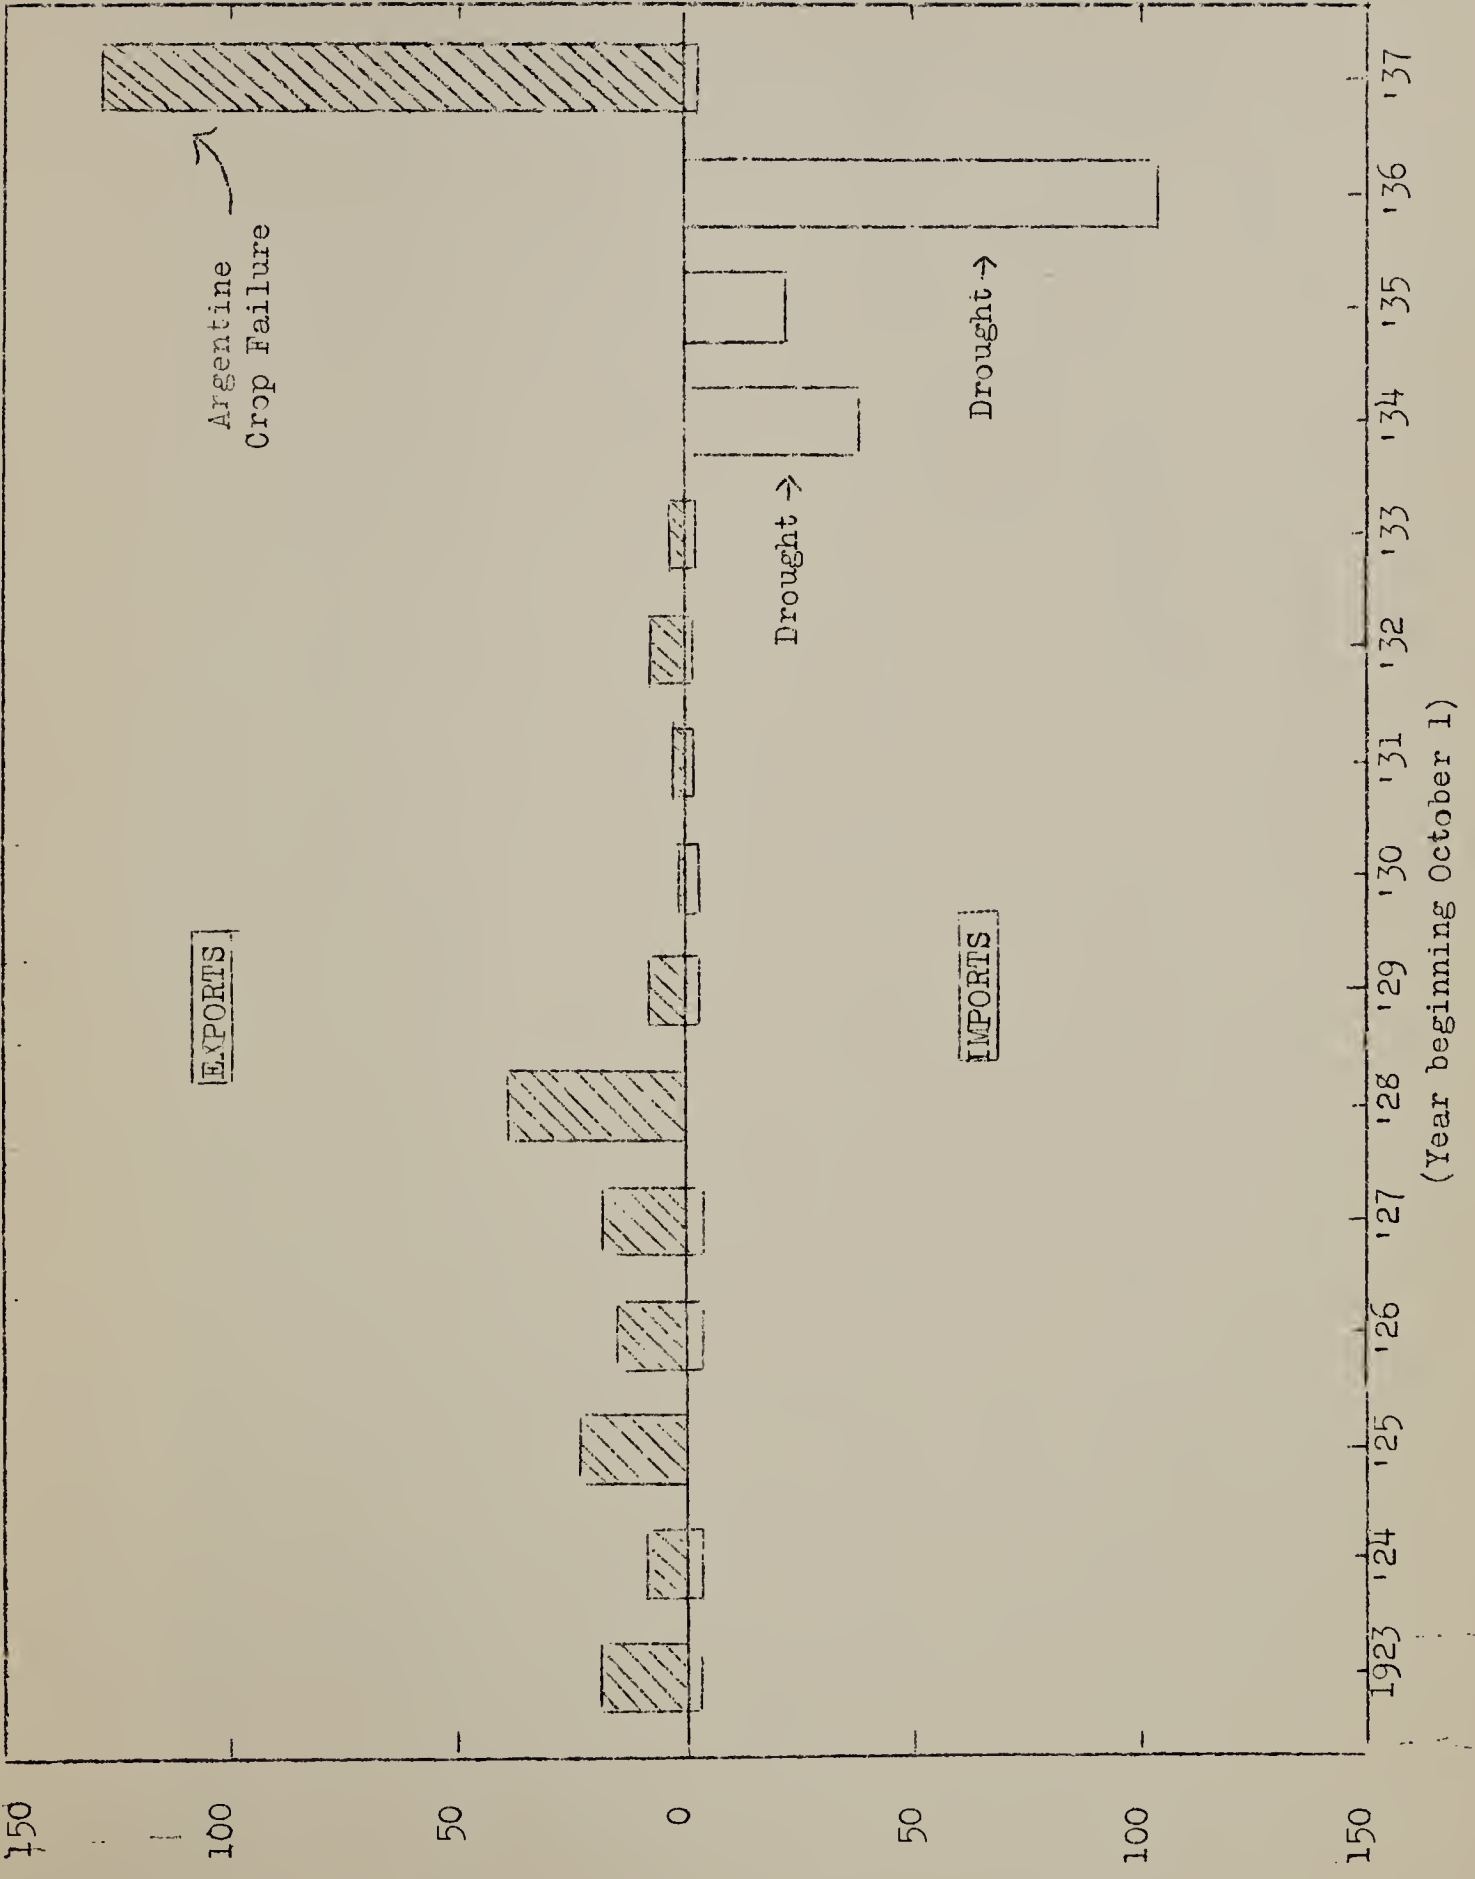 150
100
50
0
50
100
150
EXPORTS
Argentine
Crop Failure
IMPORTS
Drought →
Drought →
1923 '24 '25 '26 '27 '28 '29 '30 '31 '32 '33 '34 '35 '36 '37
(Year beginning October 1)